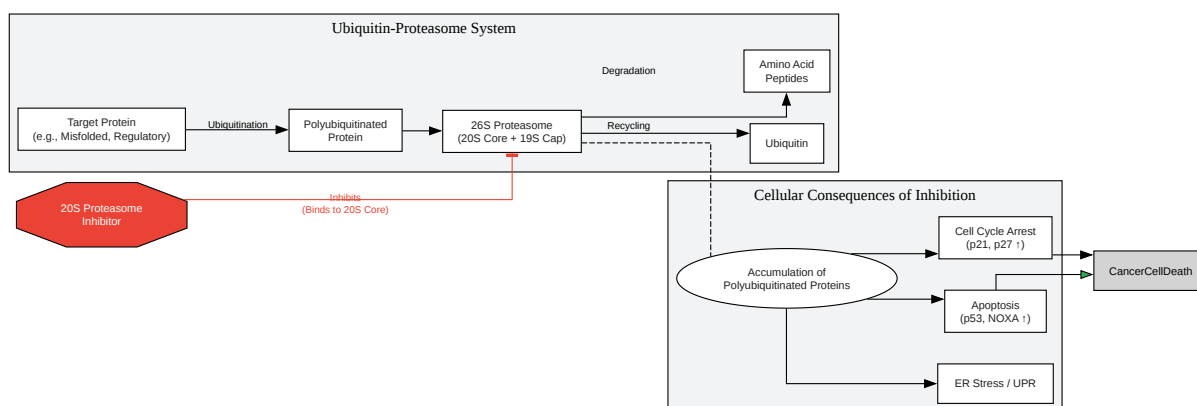 Ubiquitin-Proteasome System
Degradation
Amino Acid
Peptides
Target Protein
(e.g., Misfolded, Regulatory)
Ubiquitination
Polyubiquitinated
Protein
26S Proteasome
(20S Core + 19S Cap)
Recycling
Ubiquitin
20S Proteasome
Inhibitor
Inhibits
(Binds to 20S Core)
Cellular Consequences of Inhibition
Accumulation of
Polyubiquitinated Proteins
Cell Cycle Arrest
(p21, p27 ↑)
Apoptosis
(p53, NOXA ↑)
ER Stress / UPR
CancerCellDeath